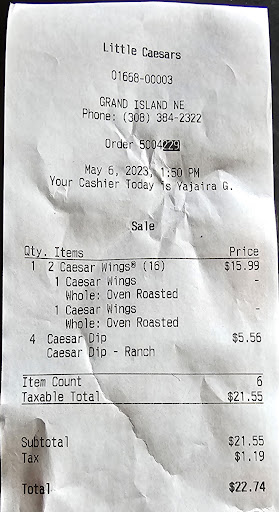 Little Caesars
01668-00003
GRAND ISLAND NE
Phone: (308) 384-2322
Order 5004229
May 6, 2023, 1:50 PM
Your Cashier Today is Yajaira G.
Sale
Qty. Items Price
1 2 Caesar Wings® (16) $15.99
1 Caesar Wings -
Whole: Oven Roasted
1 Caesar Wings -
Whole: Oven Roasted
4 Caesar Dip $5.56
Caesar Dip - Ranch
Item Count 6
Taxable Total $21.55
Subtotal $21.55
Tax $1.19
Total $22.74